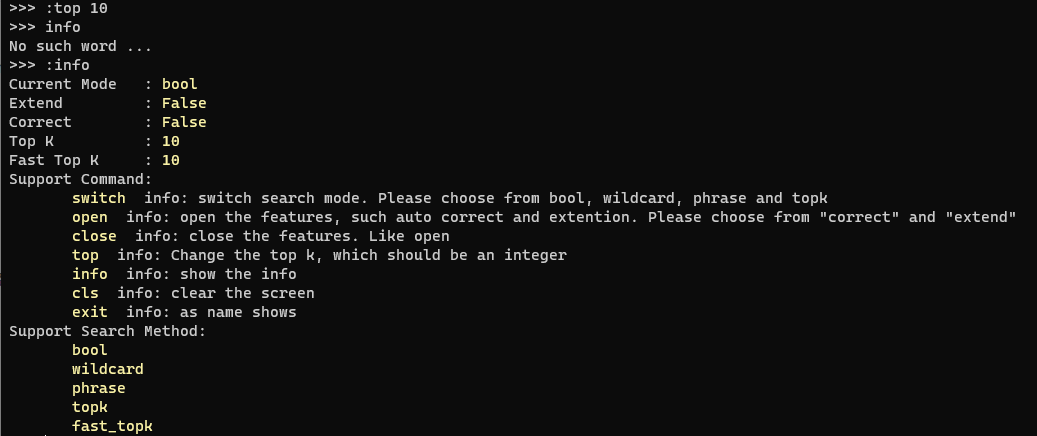 >>> :top 10
>>> info
No such word ...
>>> :info
Current Mode   : bool
Extend         : False
Correct        : False
Top K          : 10
Fast Top K     : 10
Support Command:
       switch  info: switch search mode. Please choose from bool, wildcard, phrase and topk
       open  info: open the features, such auto correct and extention. Please choose from "correct" and "extend"
       close  info: close the features. Like open
       top  info: Change the top k, which should be an integer
       info  info: show the info
       cls  info: clear the screen
       exit  info: as name shows
Support Search Method:
       bool
       wildcard
       phrase
       topk
       fast_topk